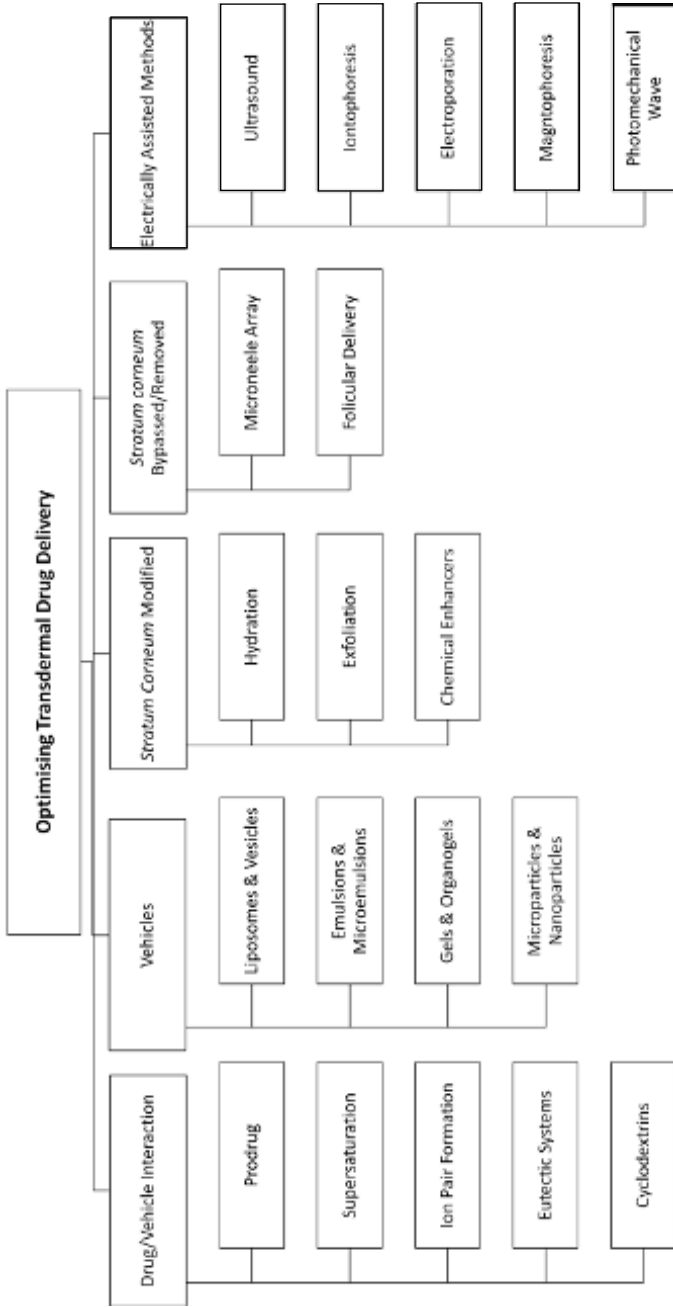 Optimising Transdermal Drug Delivery
Drug/Vehicle Interaction
Prodrug
Supersaturation
Ion Pair Formation
Eutectic Systems
Cyclodextrins
Vehicles
Liposomes & Vesicles
Emulsions &
Microemulsions
Gels & Organogels
Microparticles &
Nanoparticles
Stratum Corneum Modified
Hydration
Exfoliation
Chemical Enhancers
Stratum corneum
Bypassed/Removed
Microneele Array
Folicular Delivery
Electrically Assisted Methods
Ultrasound
Iontophoresis
Electroporation
Magntophoresis
Photomechanical
Wave